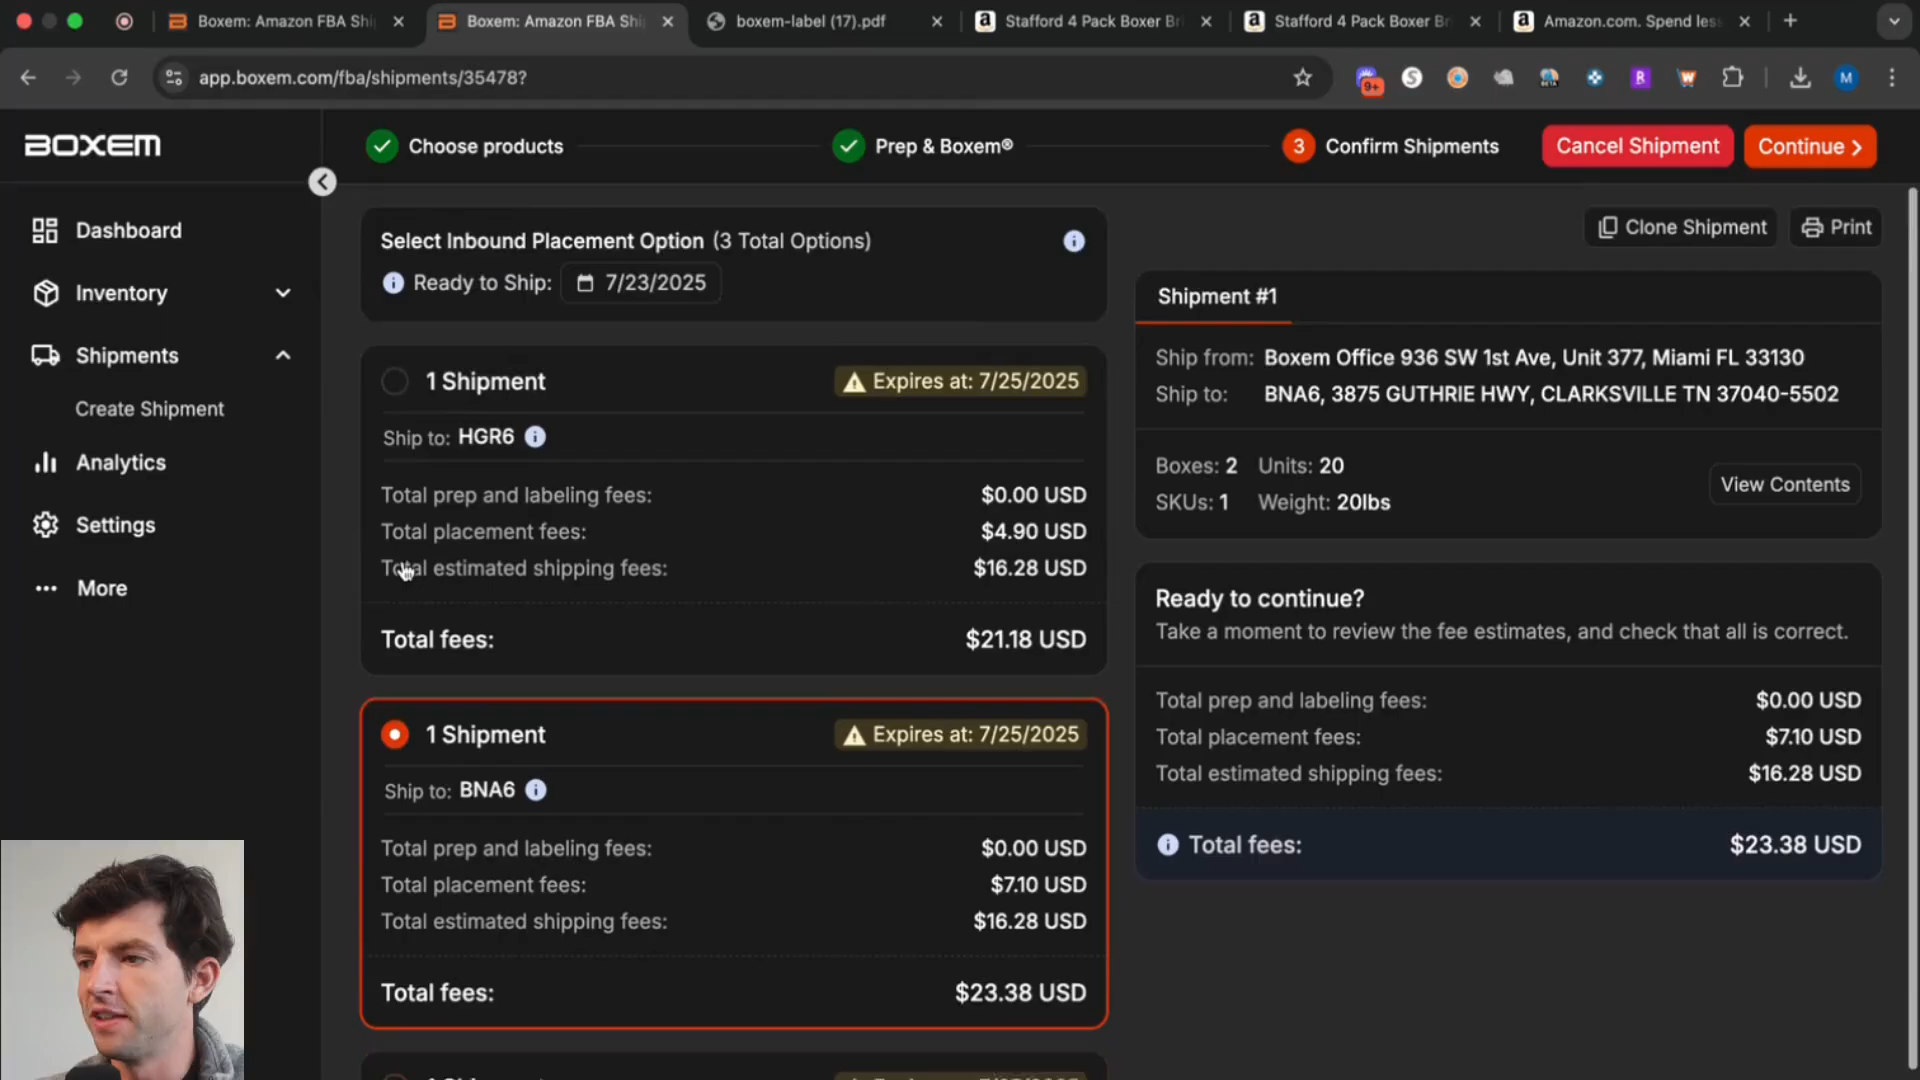 Boxem: Amazon FBA Shi
Boxem: Amazon FBA Shi
boxem-label (17).pdf
Stafford 4 Pack Boxer Br
Stafford 4 Pack Boxer Br
Amazon.com. Spend less
app.boxem.com/fba/shipments/35478?
9+
S
BETA
R
W
M
BOXEM
Choose products
Prep & Boxem®
3 Confirm Shipments
Cancel Shipment
Continue
Dashboard
Inventory
Shipments
Create Shipment
Analytics
Settings
More
Select Inbound Placement Option (3 Total Options)
Ready to Ship: 7/23/2025
1 Shipment
Expires at: 7/25/2025
Ship to: HGR6
Total prep and labeling fees: $0.00 USD
Total placement fees: $4.90 USD
Total estimated shipping fees: $16.28 USD
Total fees: $21.18 USD
1 Shipment
Expires at: 7/25/2025
Ship to: BNA6
Total prep and labeling fees: $0.00 USD
Total placement fees: $7.10 USD
Total estimated shipping fees: $16.28 USD
Total fees: $23.38 USD
Clone Shipment
Print
Shipment #1
Ship from: Boxem Office 936 SW 1st Ave, Unit 377, Miami FL 33130
Ship to: BNA6, 3875 GUTHRIE HWY, CLARKSVILLE TN 37040-5502
Boxes: 2 Units: 20
SKUs: 1 Weight: 20lbs
View Contents
Ready to continue?
Take a moment to review the fee estimates, and check that all is correct.
Total prep and labeling fees: $0.00 USD
Total placement fees: $7.10 USD
Total estimated shipping fees: $16.28 USD
Total fees: $23.38 USD